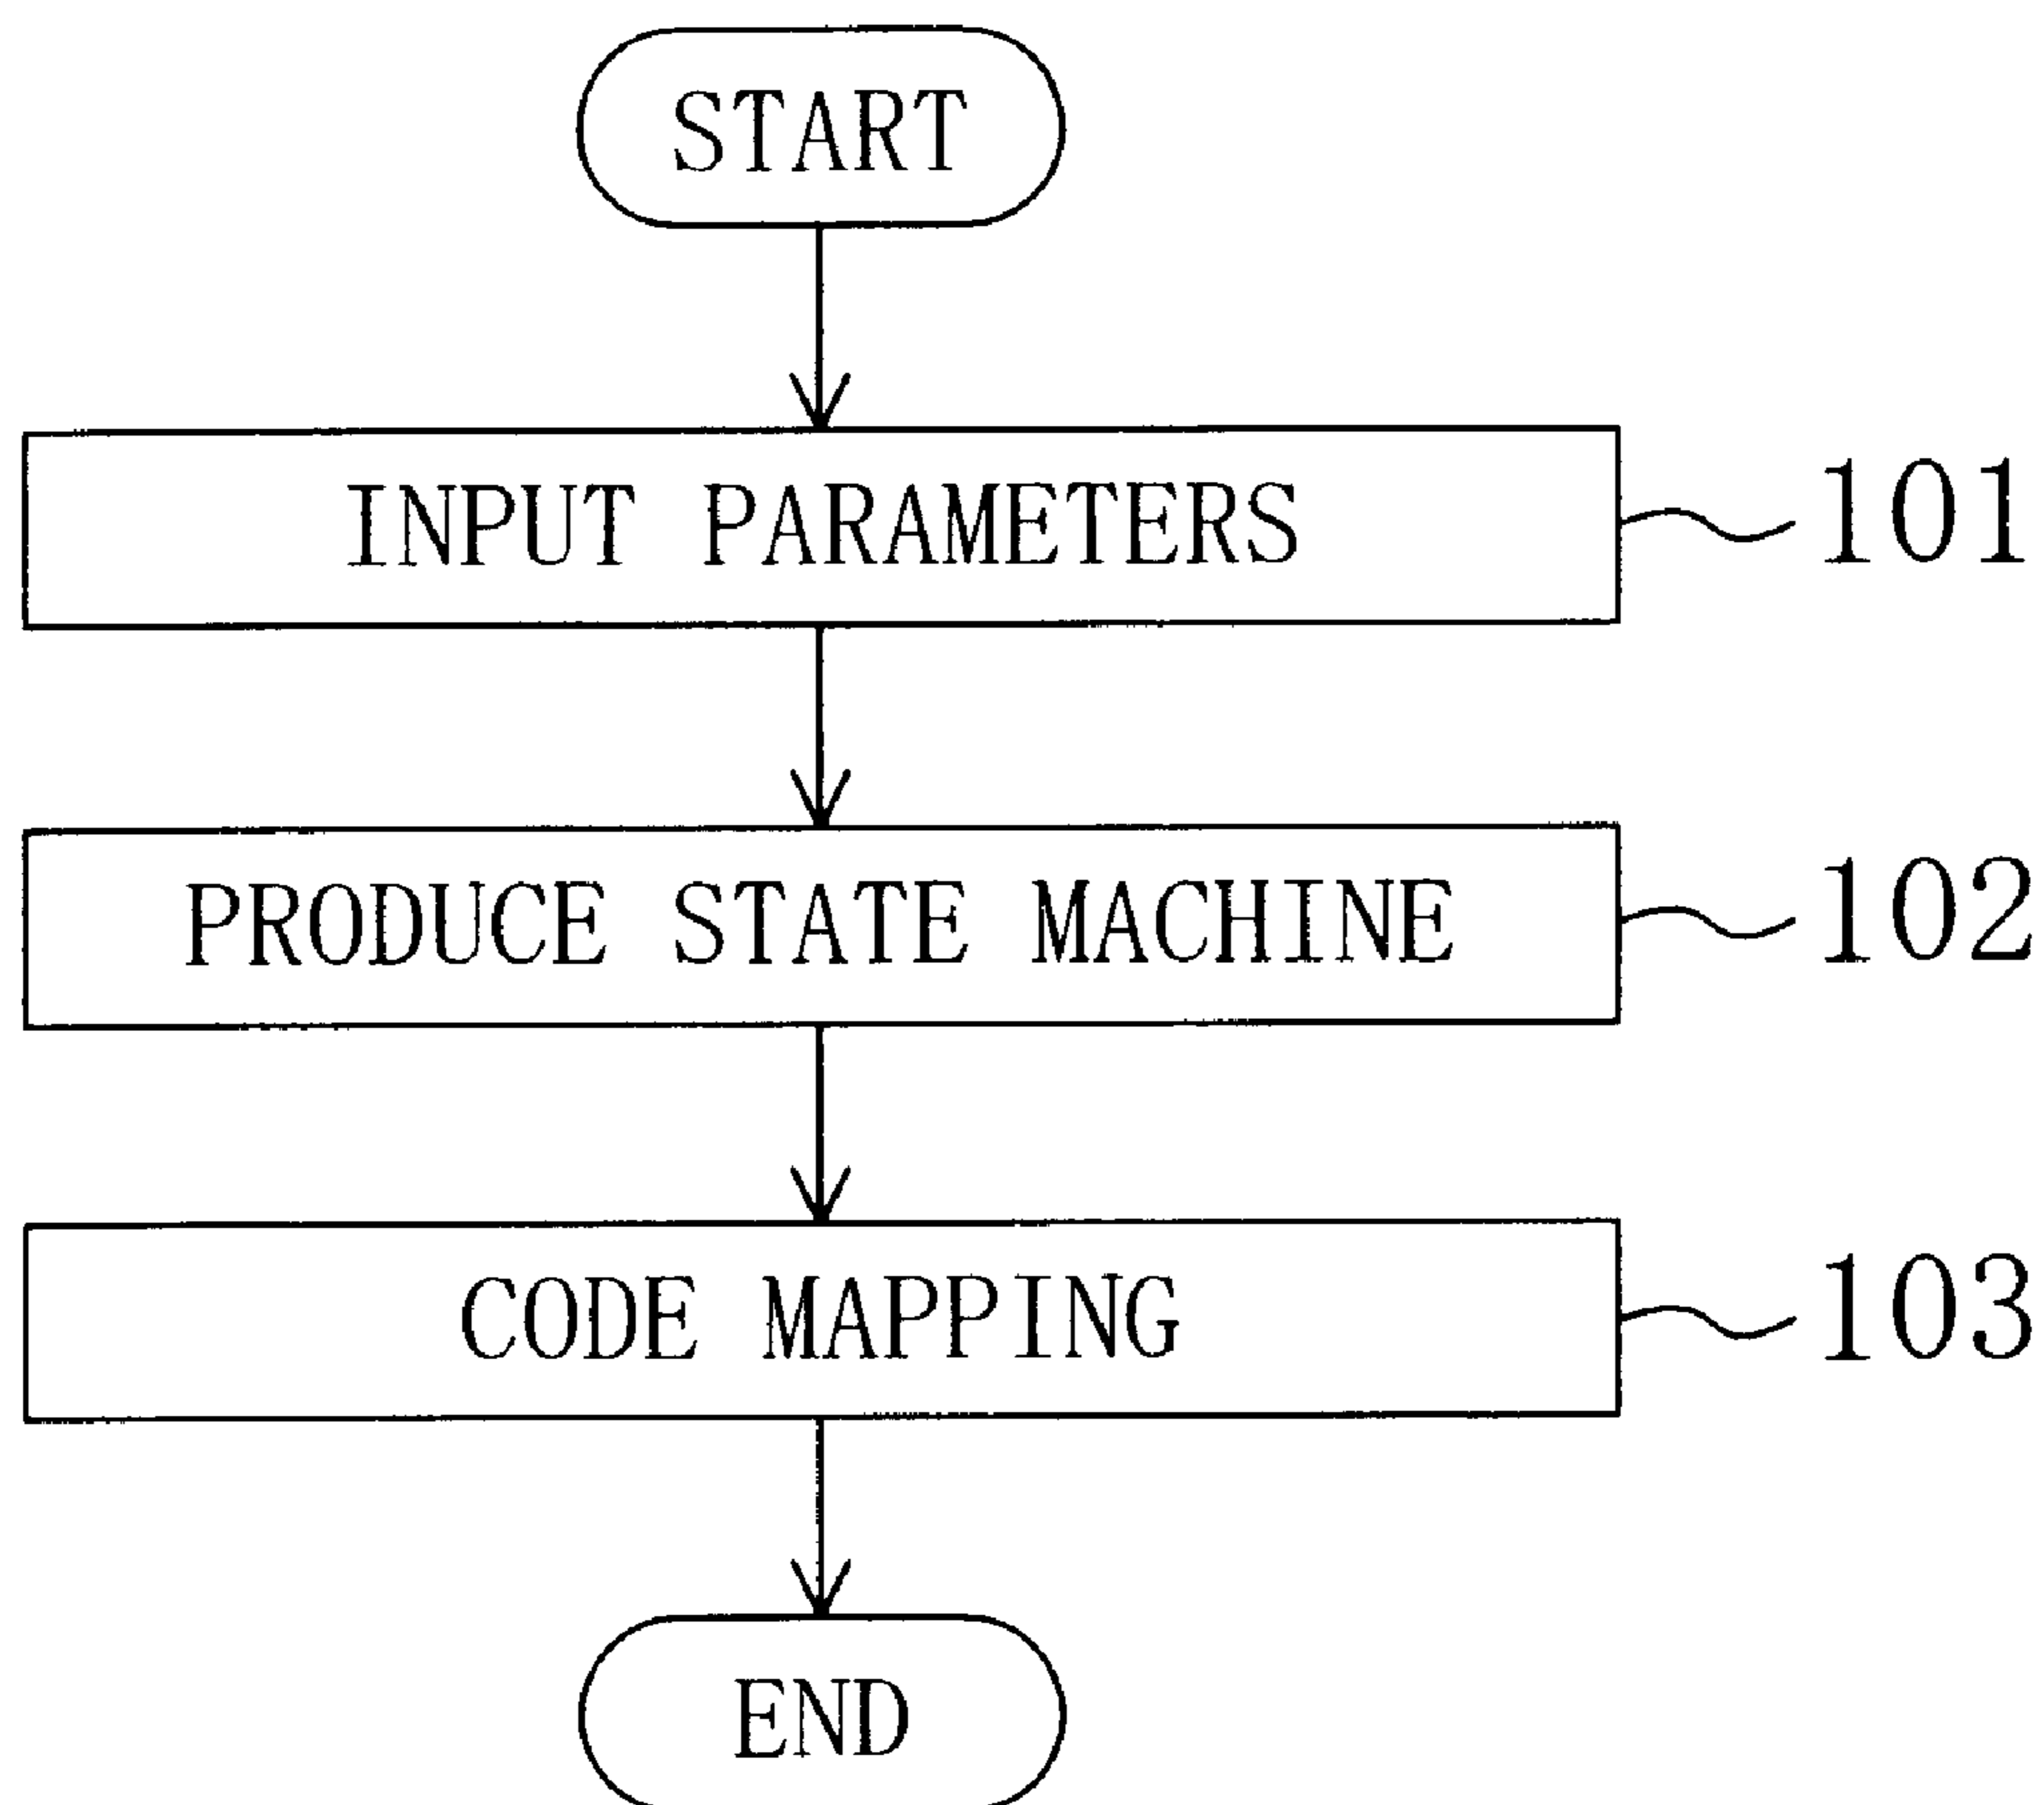 START
INPUT PARAMETERS 101
PRODUCE STATE MACHINE 102
CODE MAPPING 103
END